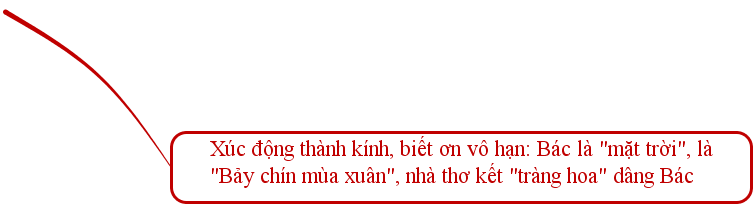 Xúc động thành kính, biết ơn vô hạn: Bác là "mặt trời", là
"Bảy chín mùa xuân", nhà thơ kết "tràng hoa" dâng Bác